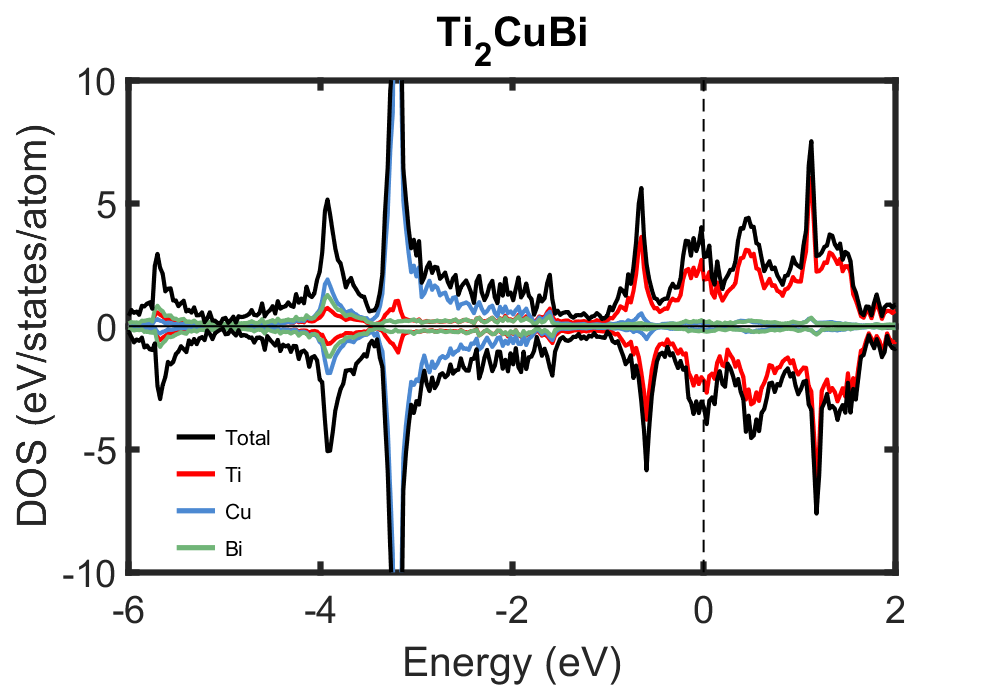 Ti₂CuBi
DOS (eV/states/atom)
10
5
0
-5
-10
Total
Ti
Cu
Bi
-6 -4 -2 0 2
Energy (eV)